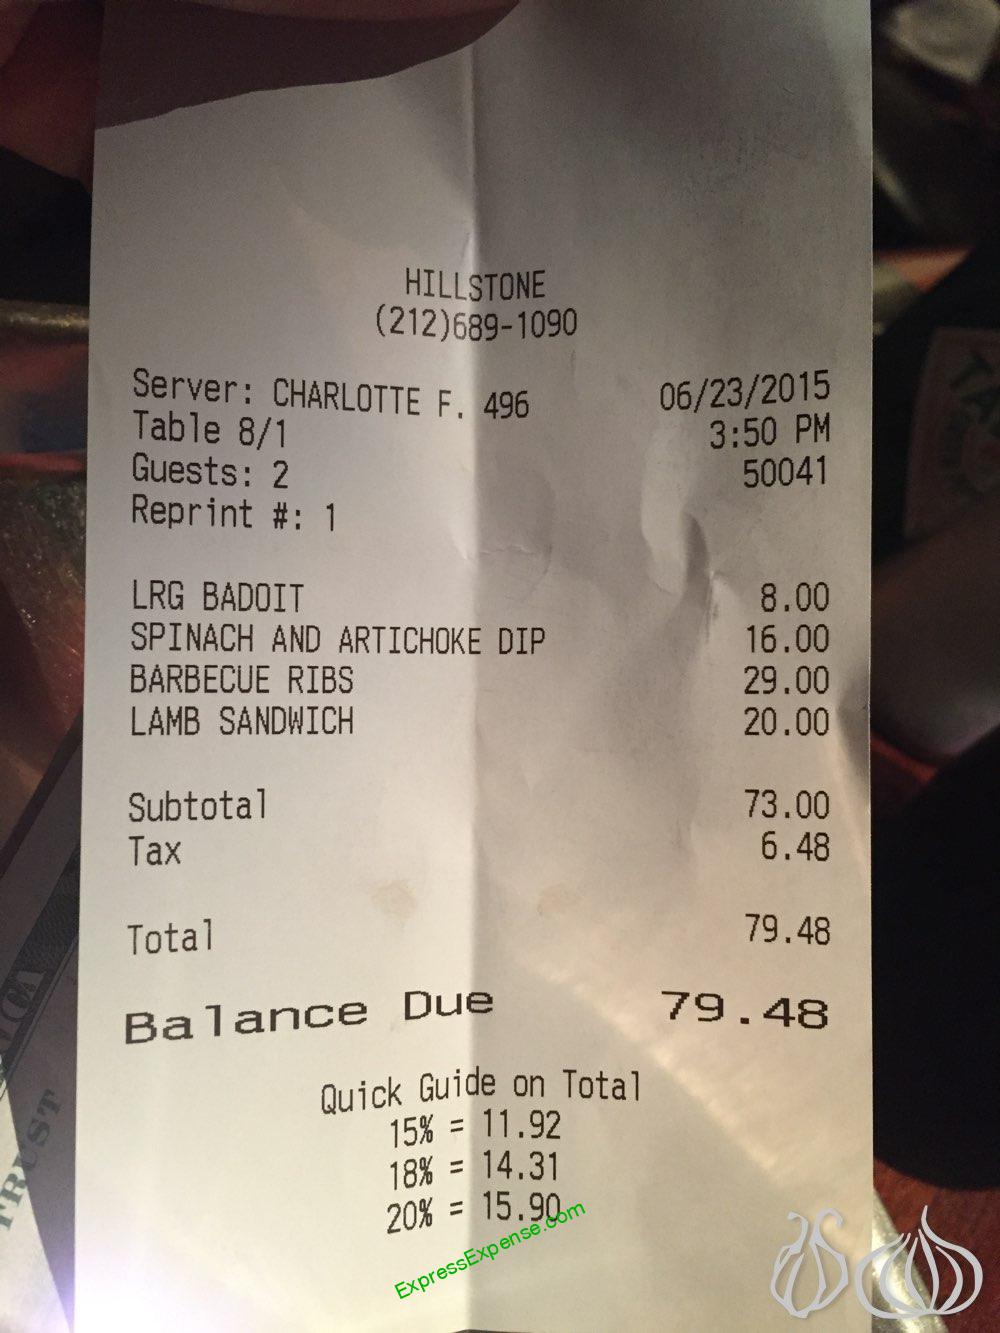 HILLSTONE
(212)689-1090
Server: CHARLOTTE F. 496 06/23/2015
Table 8/1 3:50 PM
Guests: 2 50041
Reprint #: 1
LRG BADOIT 8.00
SPINACH AND ARTICHOKE DIP 16.00
BARBECUE RIBS 29.00
LAMB SANDWICH 20.00
Subtotal 73.00
Tax 6.48
Total 79.48
Balance Due 79.48
Quick Guide on Total
15% = 11.92
18% = 14.31
20% = 15.90
ExpressExpense.com
TRUST